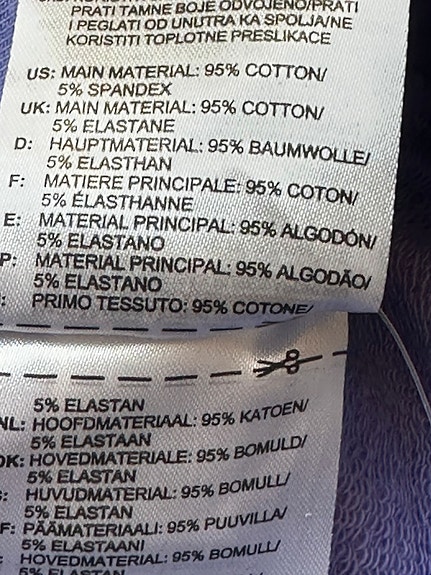 PRATI TAMNE BOJE ODVOJENO/PRATI
I PEGLATI OD UNUTRA KA SPOLJA/NE
KORISTITI TOPLOTNE PRESLIKACE
US: MAIN MATERIAL: 95% COTTON/
5% SPANDEX
UK: MAIN MATERIAL: 95% COTTON/
5% ELASTANE
D: HAUPTMATERIAL: 95% BAUMWOLLE/
5% ELASTHAN
F: MATIERE PRINCIPALE: 95% COTON/
5% ÉLASTHANNE
E: MATERIAL PRINCIPAL: 95% ALGODÓN/
5% ELASTANO
P: MATERIAL PRINCIPAL: 95% ALGODÃO/
5% ELASTANO
: PRIMO TESSUTO: 95% COTONE/
5% ELASTAN
NL: HOOFDMATERIAAL: 95% KATOEN/
5% ELASTAAN
DK: HOVEDMATERIALE: 95% BOMULD/
5% ELASTAN
: HUVUDMATERIAL: 95% BOMULL/
5% ELASTAN
F: PÄÄMATERIAALI: 95% PUUVILLA/
5% ELASTAANI
: HOVEDMATERIAL: 95% BOMULL/
5% ELASTAN